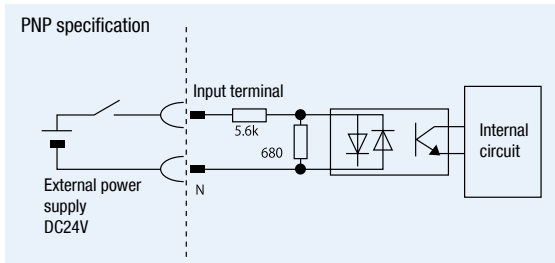 PNP specification
Input terminal
5.6k
680
Internal
circuit
N
External power
supply
DC24V